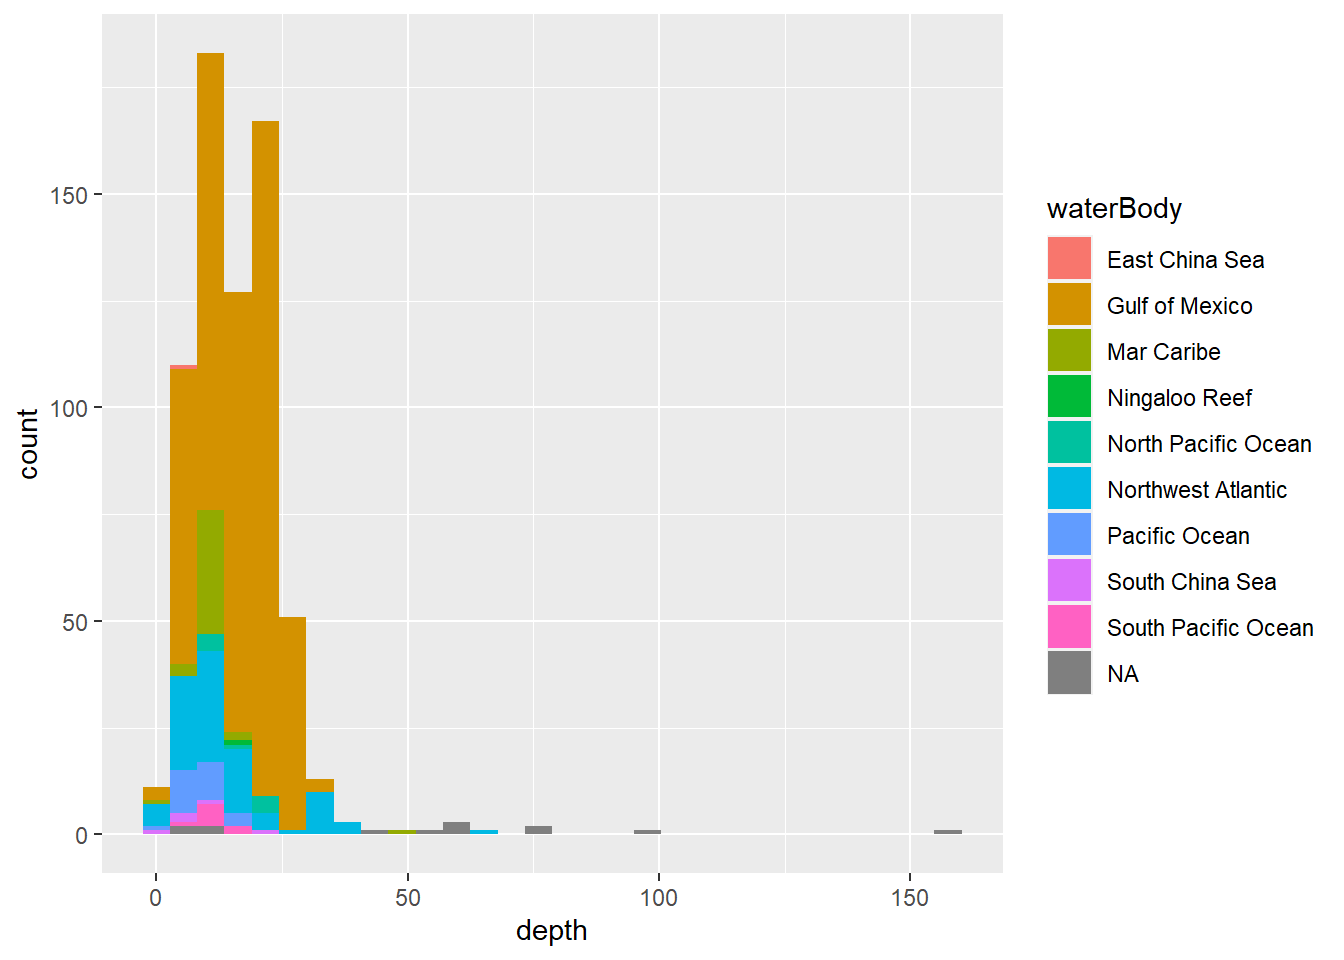 150
100
50
0
count
0
50
100
150
depth
waterBody
East China Sea
Gulf of Mexico
Mar Caribe
Ningaloo Reef
North Pacific Ocean
Northwest Atlantic
Pacific Ocean
South China Sea
South Pacific Ocean
NA